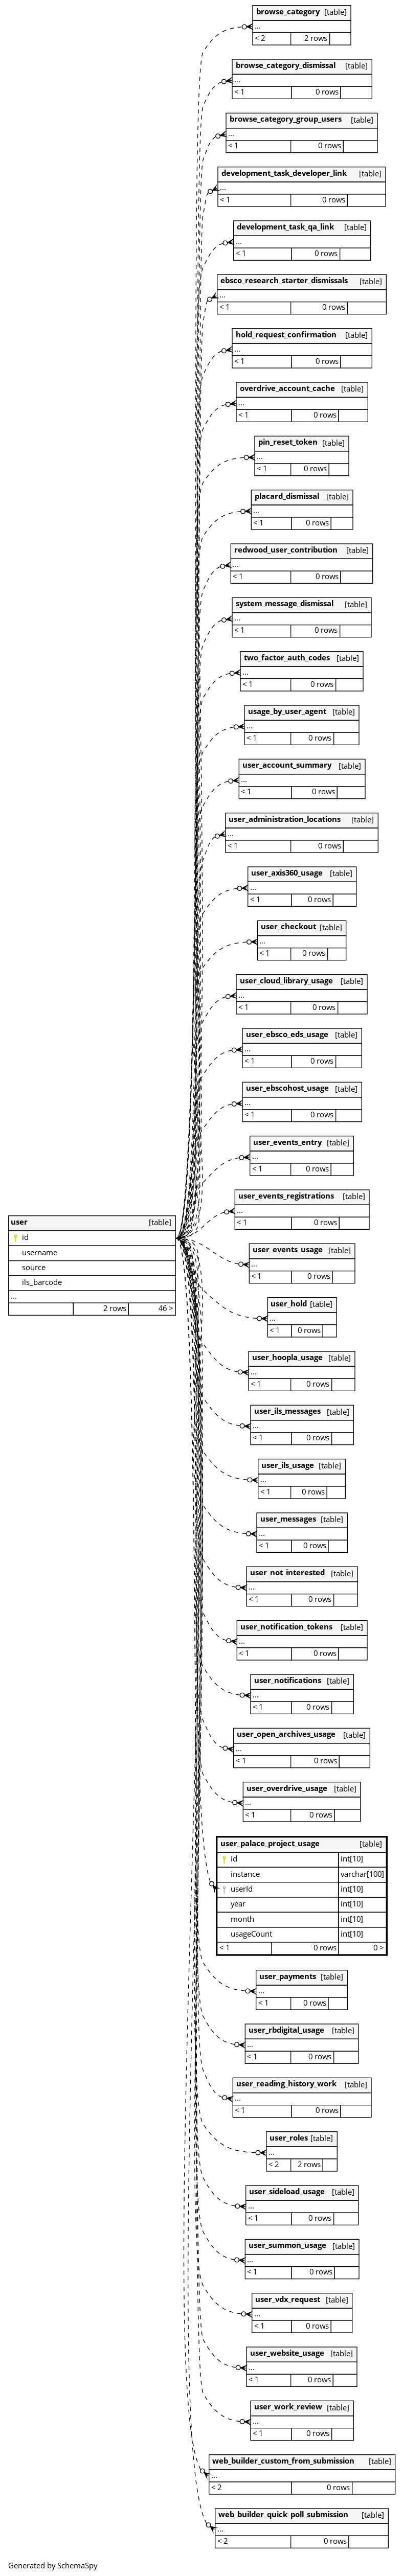 browse_category [table]
...
< 2 2 rows
browse_category_dismissal [table]
...
< 1 0 rows
browse_category_group_users [table]
...
< 1 0 rows
development_task_developer_link [table]
...
< 1 0 rows
development_task_qa_link [table]
...
< 1 0 rows
ebsco_research_starter_dismissals [table]
...
< 1 0 rows
hold_request_confirmation [table]
...
< 1 0 rows
overdrive_account_cache [table]
...
< 1 0 rows
pin_reset_token [table]
...
< 1 0 rows
placard_dismissal [table]
...
< 1 0 rows
redwood_user_contribution [table]
...
< 1 0 rows
system_message_dismissal [table]
...
< 1 0 rows
two_factor_auth_codes [table]
...
< 1 0 rows
usage_by_user_agent [table]
...
< 1 0 rows
user_account_summary [table]
...
< 1 0 rows
user_administration_locations [table]
...
< 1 0 rows
user_axis360_usage [table]
...
< 1 0 rows
user_checkout [table]
...
< 1 0 rows
user_cloud_library_usage [table]
...
< 1 0 rows
user_ebsco_eds_usage [table]
...
< 1 0 rows
user_ebscohost_usage [table]
...
< 1 0 rows
user_events_entry [table]
...
< 1 0 rows
user_events_registrations [table]
...
< 1 0 rows
user [table]
id
username
source
ils_barcode
...
2 rows 46 >
user_events_usage [table]
...
< 1 0 rows
user_hold [table]
...
< 1 0 rows
user_hoopla_usage [table]
...
< 1 0 rows
user_ils_messages [table]
...
< 1 0 rows
user_ils_usage [table]
...
< 1 0 rows
user_messages [table]
...
< 1 0 rows
user_not_interested [table]
...
< 1 0 rows
user_notification_tokens [table]
...
< 1 0 rows
user_notifications [table]
...
< 1 0 rows
user_open_archives_usage [table]
...
< 1 0 rows
user_overdrive_usage [table]
...
< 1 0 rows
user_palace_project_usage [table]
id int[10]
instance varchar[100]
userId int[10]
year int[10]
month int[10]
usageCount int[10]
< 1 0 rows 0 >
user_payments [table]
...
< 1 0 rows
user_rbdigital_usage [table]
...
< 1 0 rows
user_reading_history_work [table]
...
< 1 0 rows
user_roles [table]
...
< 2 2 rows
user_sideload_usage [table]
...
< 1 0 rows
user_summon_usage [table]
...
< 1 0 rows
user_vdx_request [table]
...
< 1 0 rows
user_website_usage [table]
...
< 1 0 rows
user_work_review [table]
...
< 1 0 rows
web_builder_custom_from_submission [table]
...
< 2 0 rows
web_builder_quick_poll_submission [table]
...
< 2 0 rows
Generated by SchemaSpy